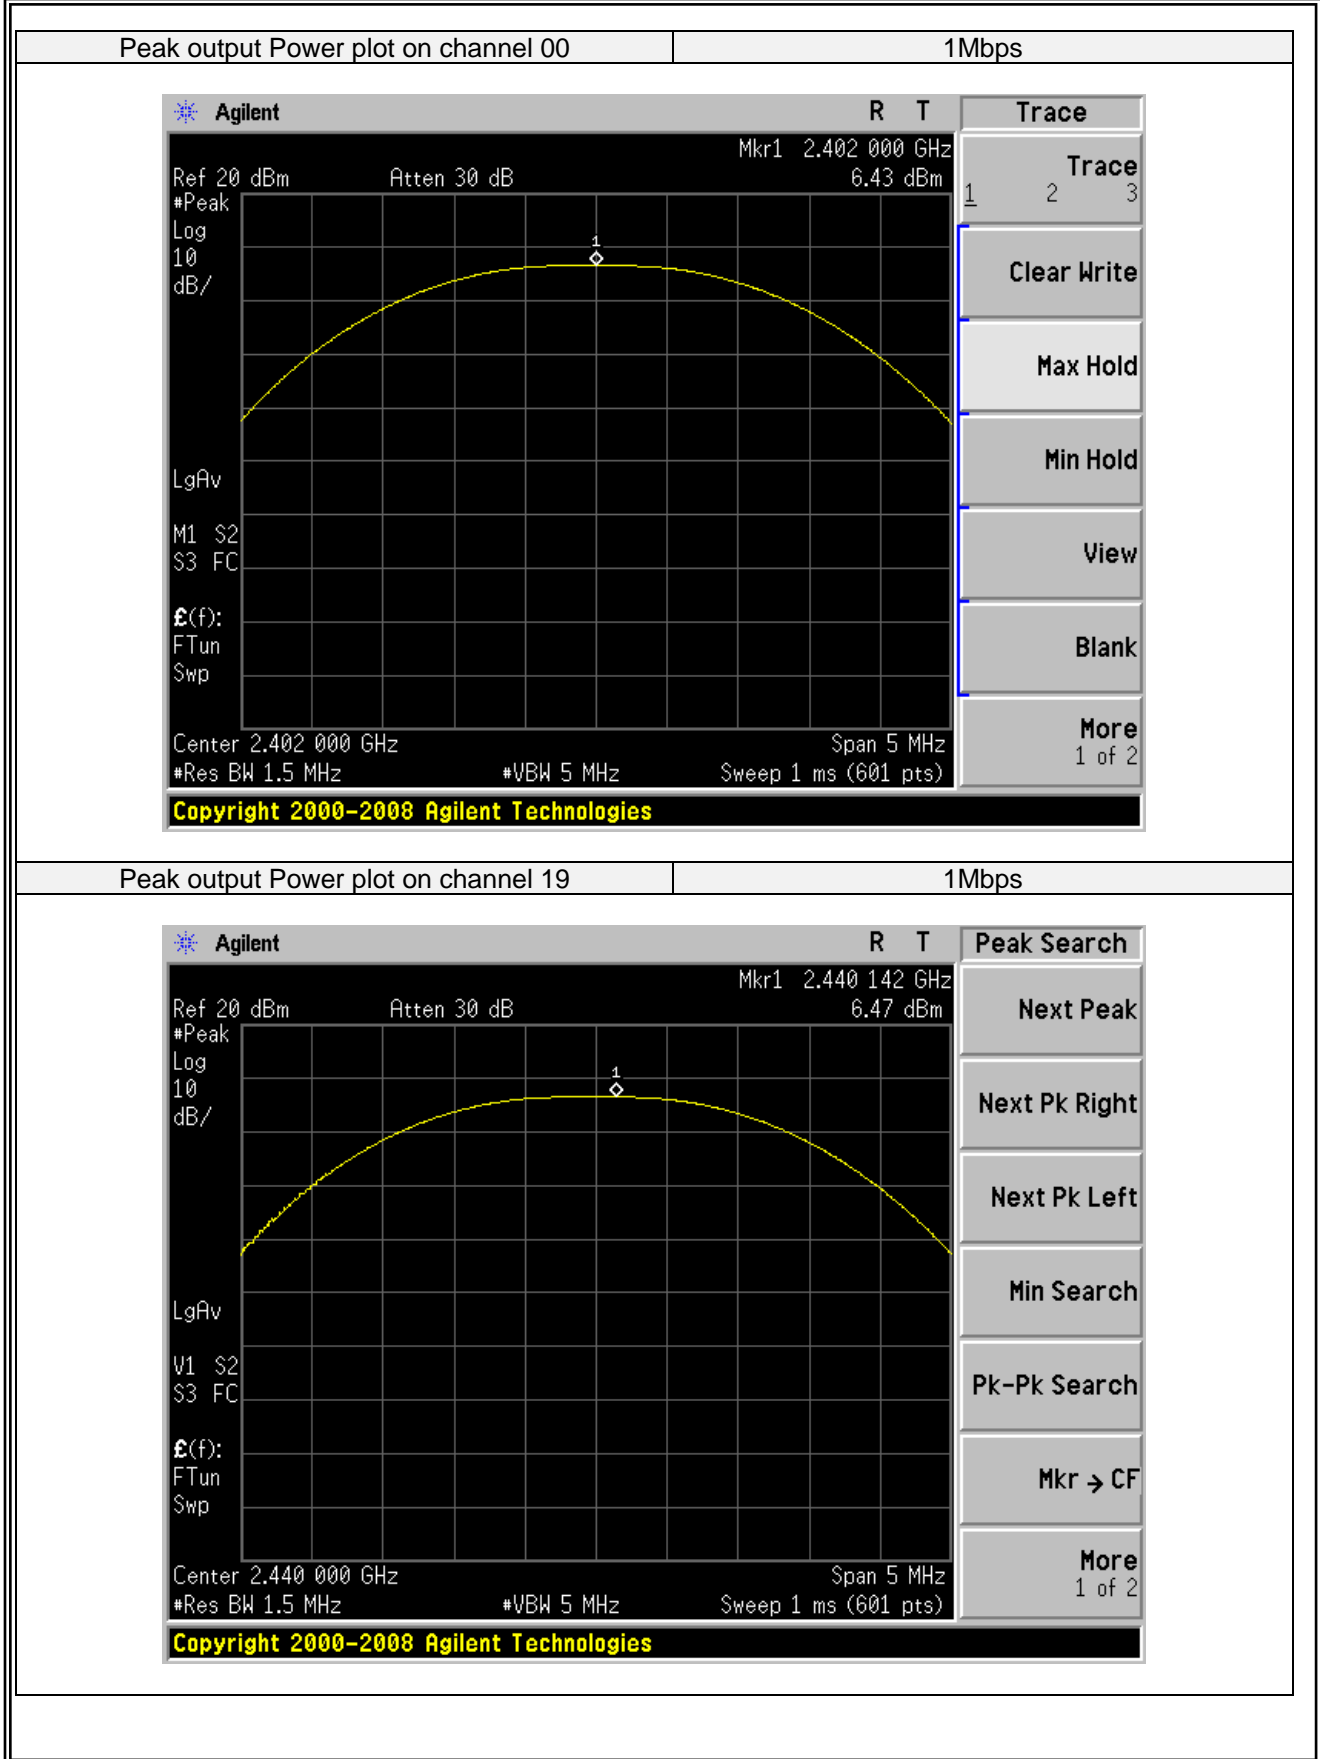 Peak output Power plot on channel 00 1Mbps
Agilent R T Trace
Mkr1 2.402 000 GHz
Ref 20 dBm Atten 30 dB 6.43 dBm
#Peak
Log
10
dB/
1
LgAv
M1 S2
S3 FC
£(f):
FTun
Swp
Center 2.402 000 GHz Span 5 MHz
#Res BW 1.5 MHz #VBW 5 MHz Sweep 1 ms (601 pts)
Trace
1 2 3
Clear Write
Max Hold
Min Hold
View
Blank
More
1 of 2
Copyright 2000-2008 Agilent Technologies
Peak output Power plot on channel 19 1Mbps
Agilent R T Peak Search
Mkr1 2.440 142 GHz
Ref 20 dBm Atten 30 dB 6.47 dBm
#Peak
Log
10
dB/
1
LgAv
V1 S2
S3 FC
£(f):
FTun
Swp
Center 2.440 000 GHz Span 5 MHz
#Res BW 1.5 MHz #VBW 5 MHz Sweep 1 ms (601 pts)
Next Peak
Next Pk Right
Next Pk Left
Min Search
Pk-Pk Search
Mkr → CF
More
1 of 2
Copyright 2000-2008 Agilent Technologies